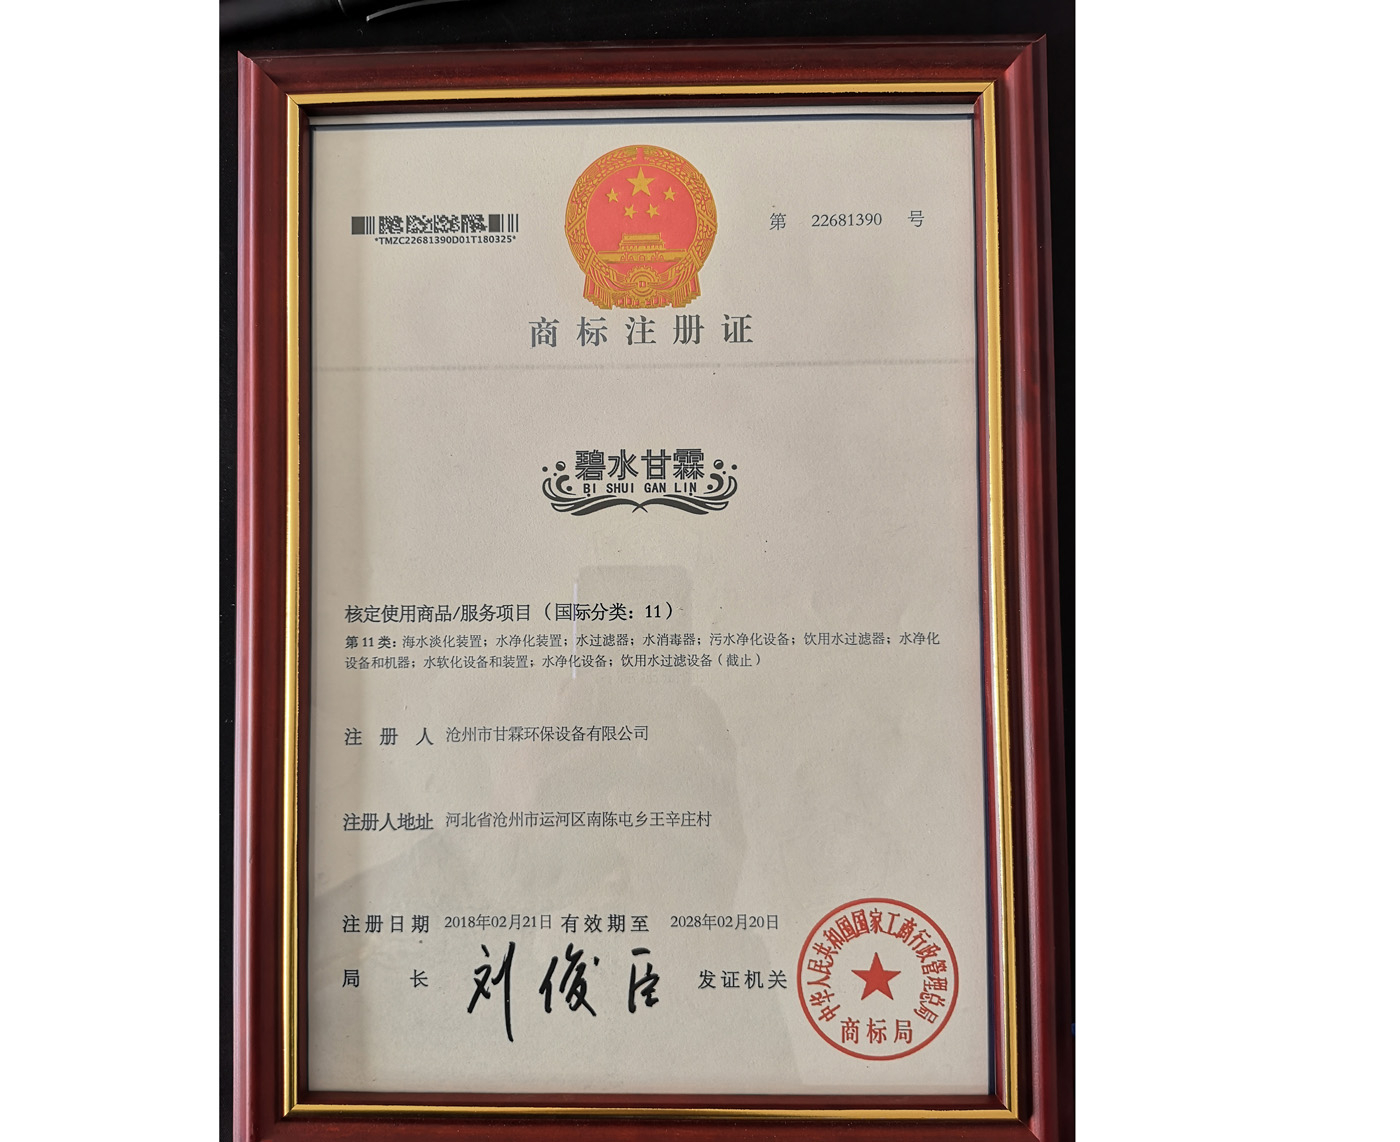 *TMZC22681390D01T180325*
第 22681390 号
商标注册证
碧水甘霖
BI SHUI GAN LIN
核定使用商品/服务项目（国际分类：11）
第 11 类：海水淡化装置；水净化装置；水过滤器；水消毒器；污水净化设备；饮用水过滤器；水净化
设备和机器；水软化设备和装置；水净化设备；饮用水过滤设备（截止）
注册人 沧州市甘霖环保设备有限公司
注册人地址 河北省沧州市运河区南陈屯乡王辛庄村
注册日期 2018年02月21日 有效期至 2028年02月20日
局长 刘俊臣 发证机关
中华人民共和国国家工商行政管理总局
商标局